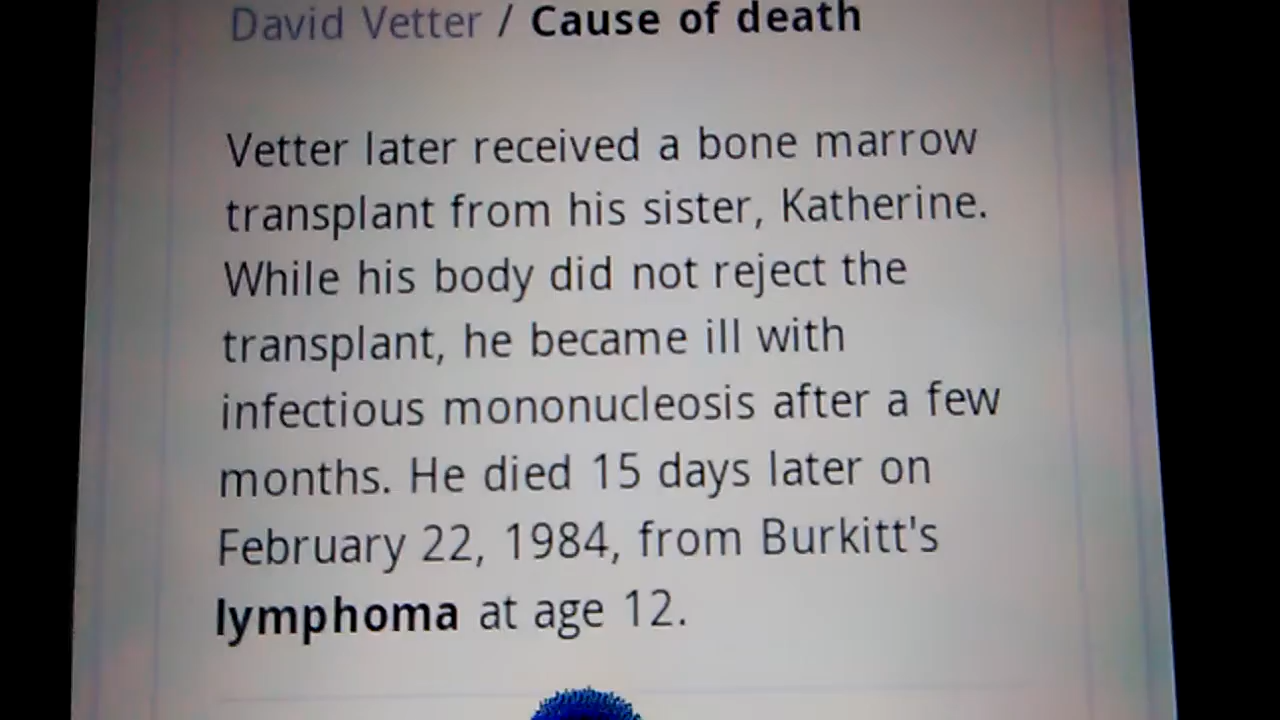 David Vetter / Cause of death
Vetter later received a bone marrow
transplant from his sister, Katherine.
While his body did not reject the
transplant, he became ill with
infectious mononucleosis after a few
months. He died 15 days later on
February 22, 1984, from Burkitt's
lymphoma at age 12.